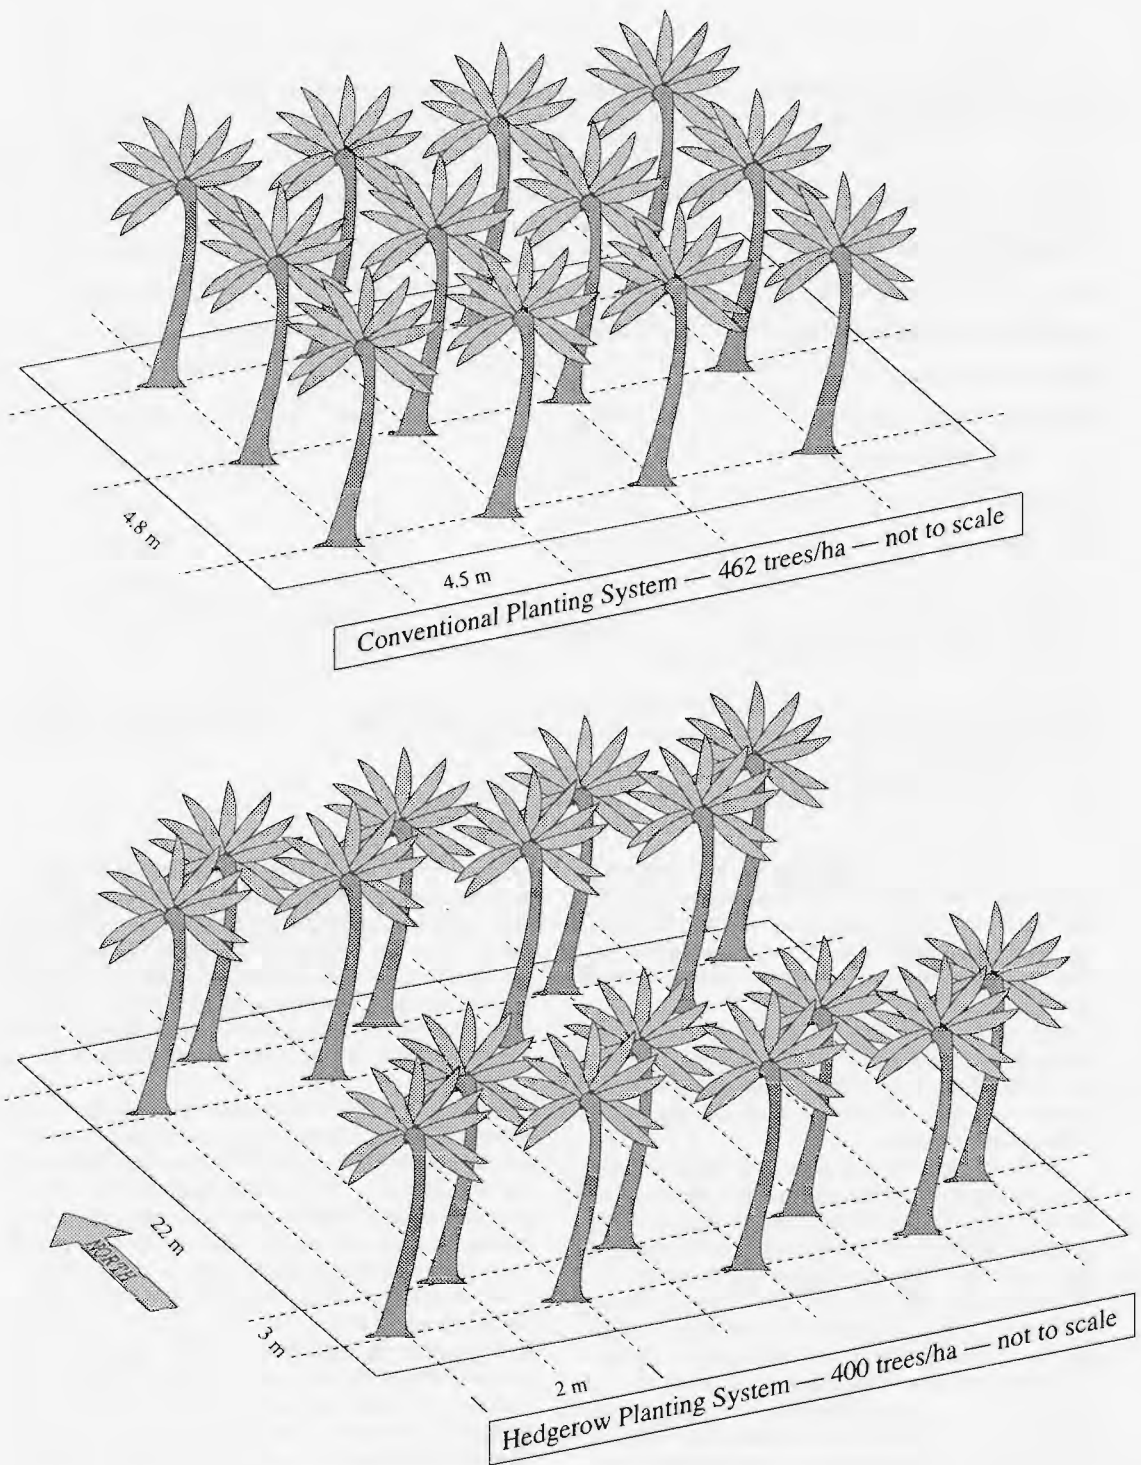 4.8 m
4.5 m
Conventional Planting System — 462 trees/ha — not to scale
22 m
NORTH
3 m
2 m
Hedgerow Planting System — 400 trees/ha — not to scale